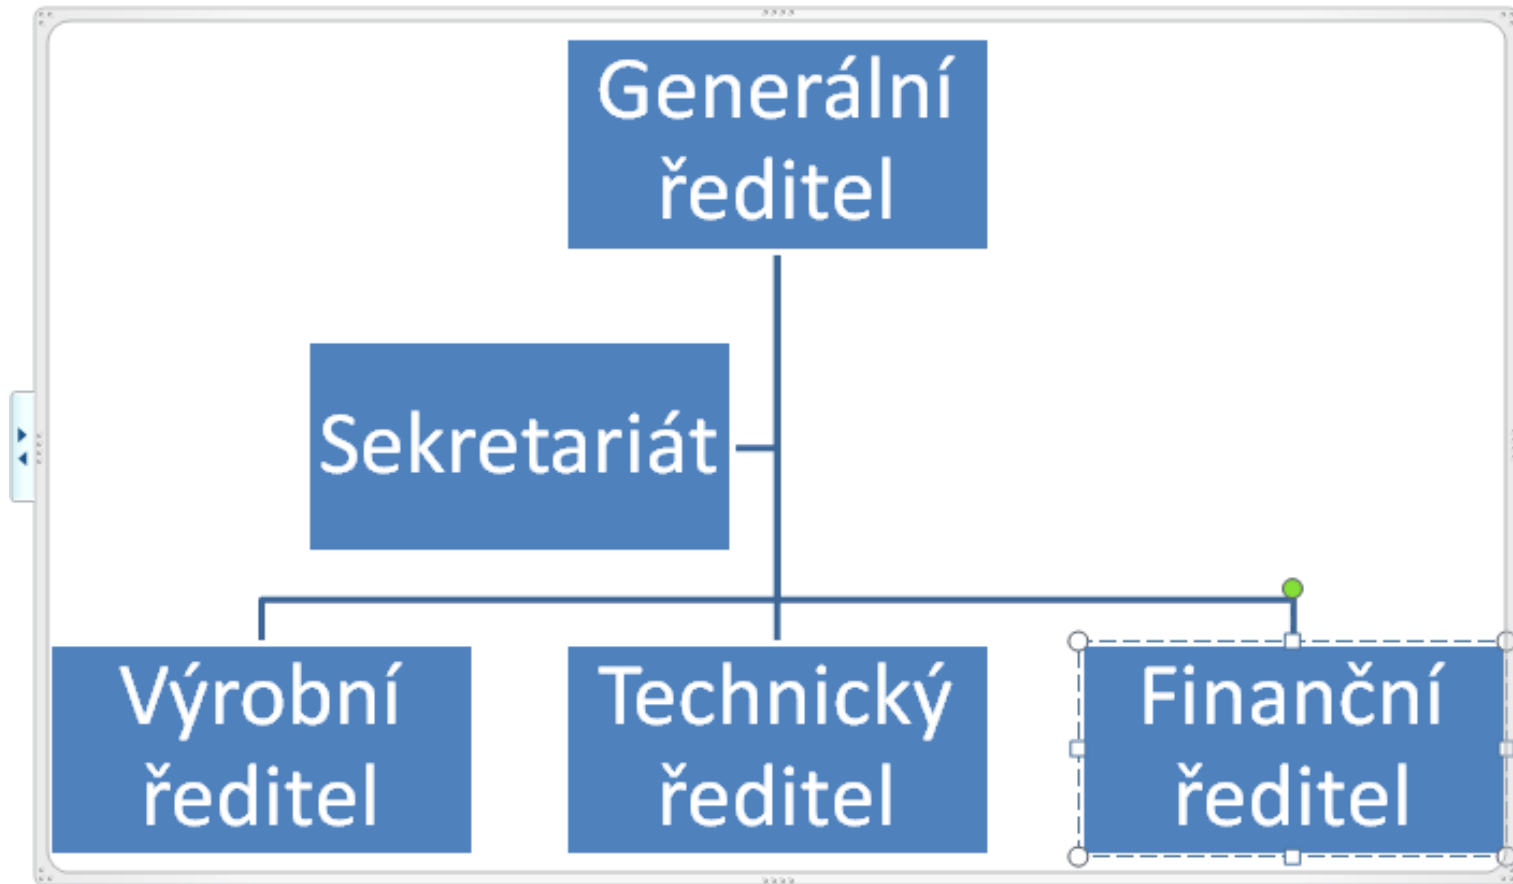 Generální
ředitel
Sekretariát
Výrobní
ředitel
Technický
ředitel
Finanční
ředitel